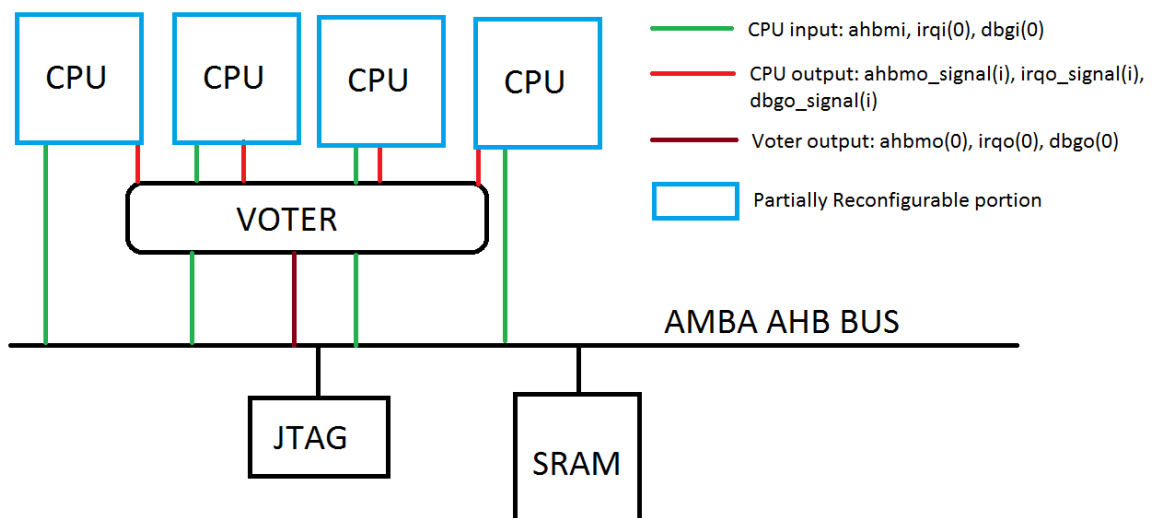 CPU
CPU
CPU
CPU
CPU input: ahbmi, irqi(0), dbgi(0)
CPU output: ahbmo_signal(i), irqo_signal(i),
dbgo_signal(i)
Voter output: ahbmo(0), irqo(0), dbgo(0)
Partially Reconfigurable portion
VOTER
AMBA AHB BUS
JTAG
SRAM